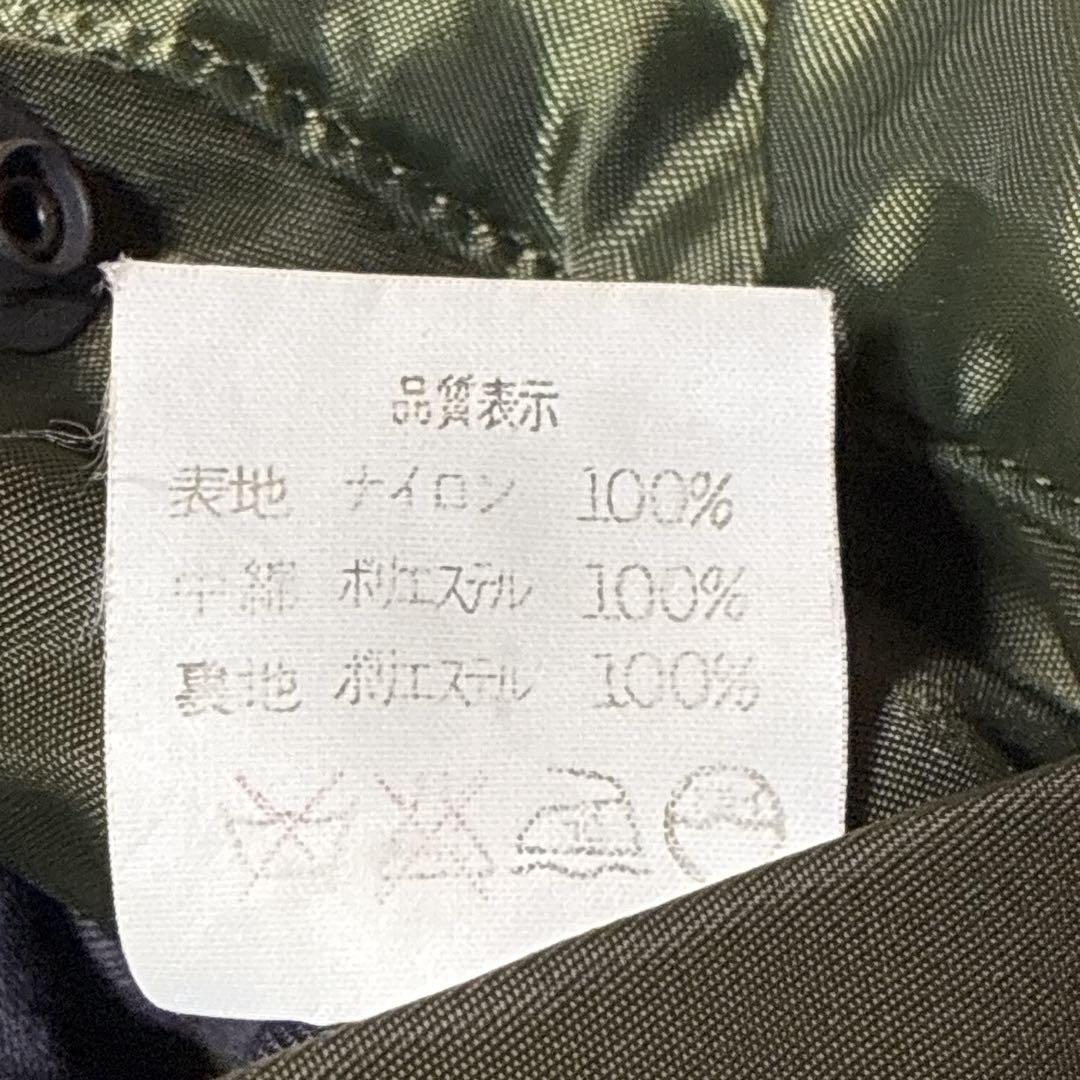 品質表示
表地 ナイロン 100%
中綿 ポリエステル 100%
裏地 ポリエステル 100%